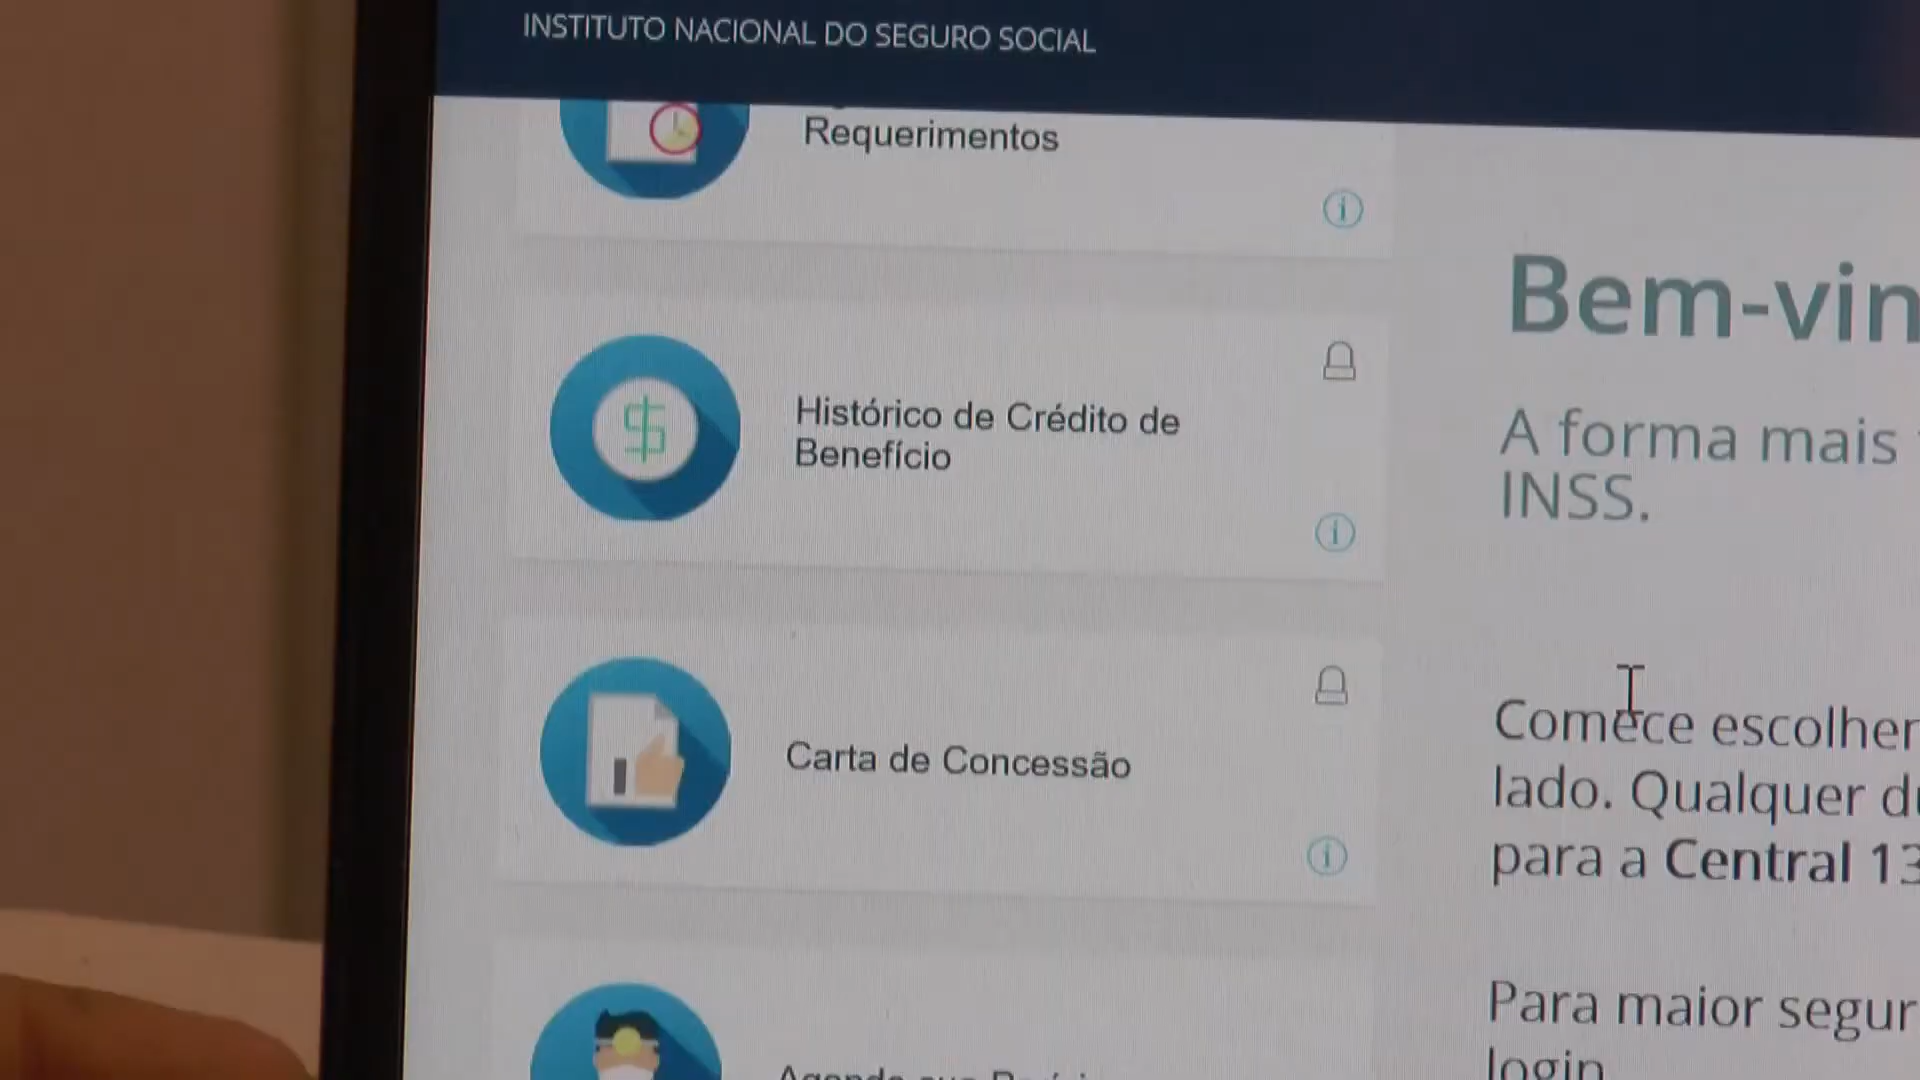 INSTITUTO NACIONAL DO SEGURO SOCIAL
Requerimentos
Histórico de Crédito de
Benefício
Carta de Concessão
Bem-vin
A forma mais
INSS.
Comece escolher
lado. Qualquer
para a Central 13
Para maior segur
login